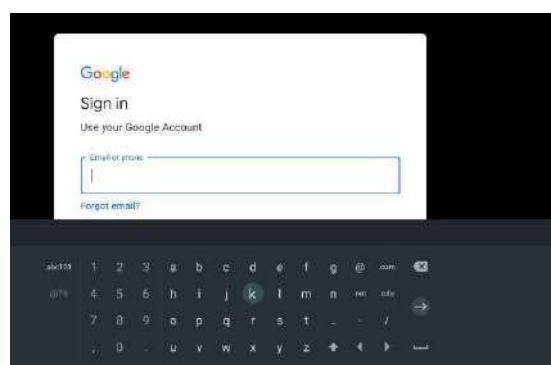 Google
Sign in
Use your Google Account
Email or phone
Forgot email?
abc123 1 2 3 a b c d e f g @ .com
4 5 6 h i j k l m n .net .edu
7 8 9 o p q r s t _ - /
, 0 . u v w x y z